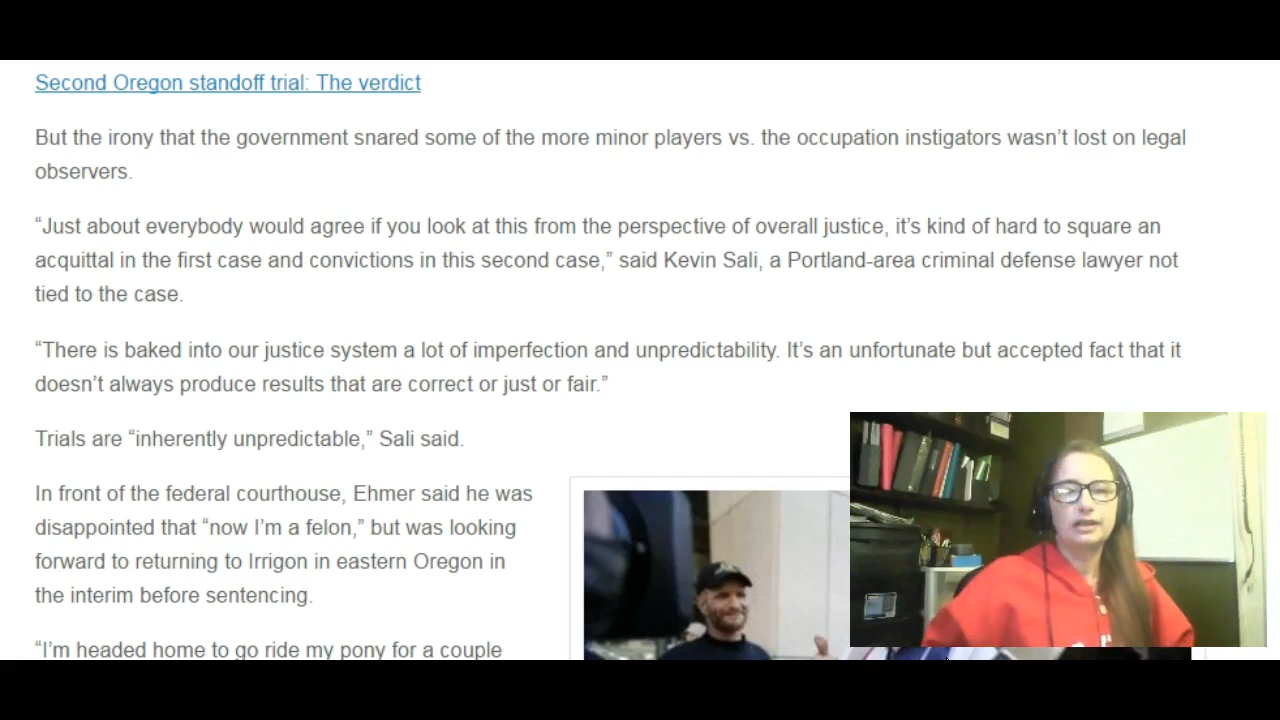 Second Oregon standoff trial: The verdict
But the irony that the government snared some of the more minor players vs. the occupation instigators wasn’t lost on legal
observers.
“Just about everybody would agree if you look at this from the perspective of overall justice, it’s kind of hard to square an
acquittal in the first case and convictions in this second case,” said Kevin Sali, a Portland-area criminal defense lawyer not
tied to the case.
“There is baked into our justice system a lot of imperfection and unpredictability. It’s an unfortunate but accepted fact that it
doesn’t always produce results that are correct or just or fair.”
Trials are “inherently unpredictable,” Sali said.
In front of the federal courthouse, Ehmer said he was
disappointed that “now I’m a felon,” but was looking
forward to returning to Irrigon in eastern Oregon in
the interim before sentencing.
“I’m headed home to go ride my pony for a couple